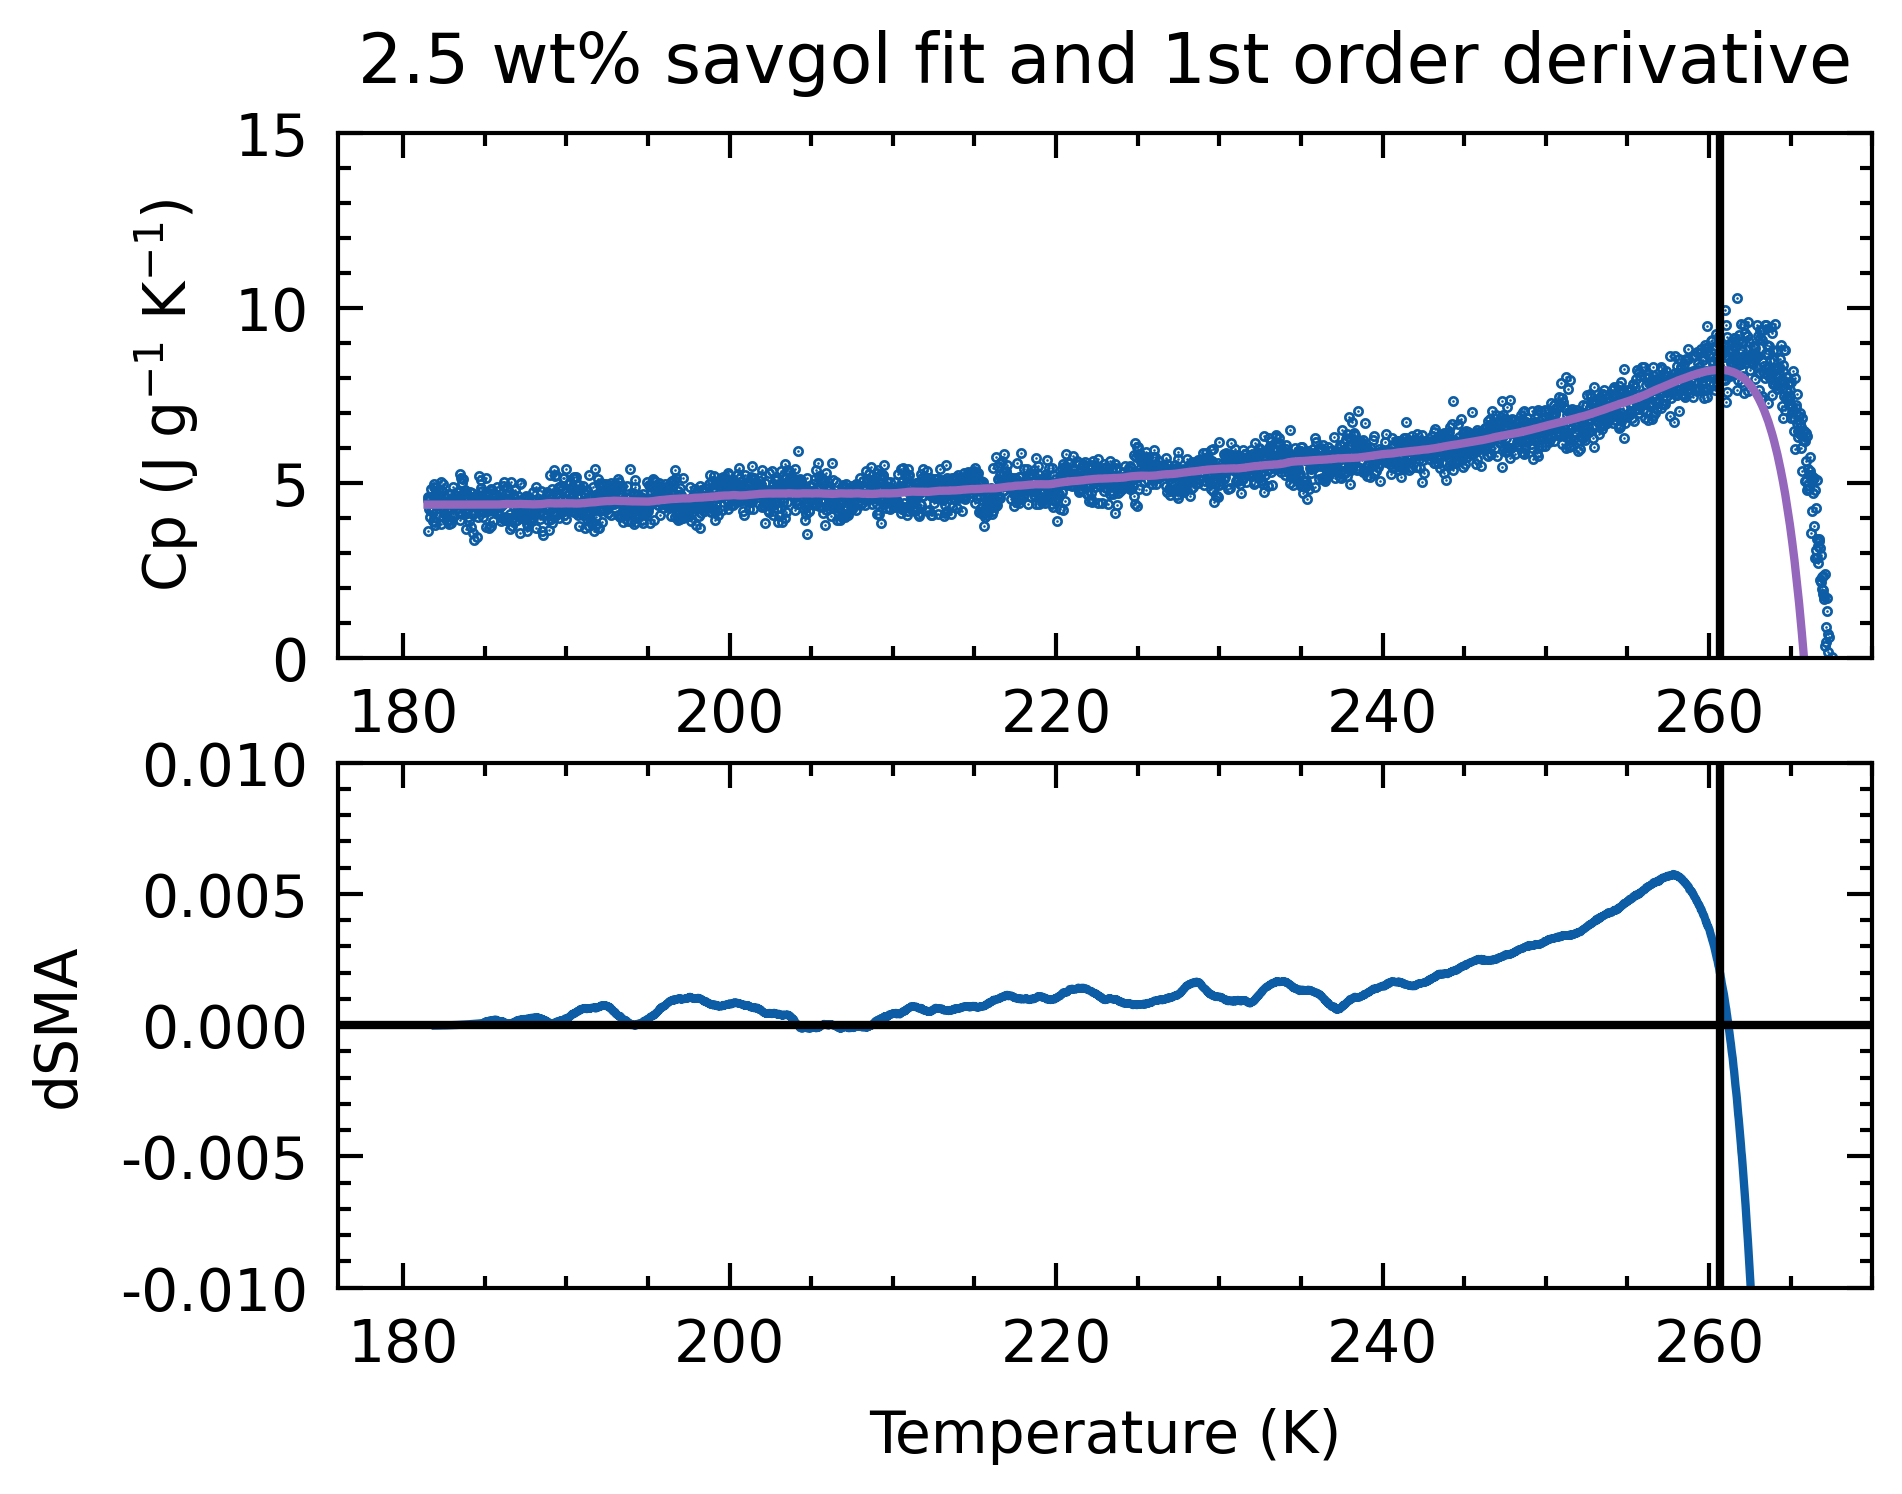 2.5 wt% savgol fit and 1st order derivative
15
10
5
0
Cp (J g⁻¹ K⁻¹)
180 200 220 240 260
0.010
0.005
0.000
-0.005
-0.010
dSMA
180 200 220 240 260
Temperature (K)